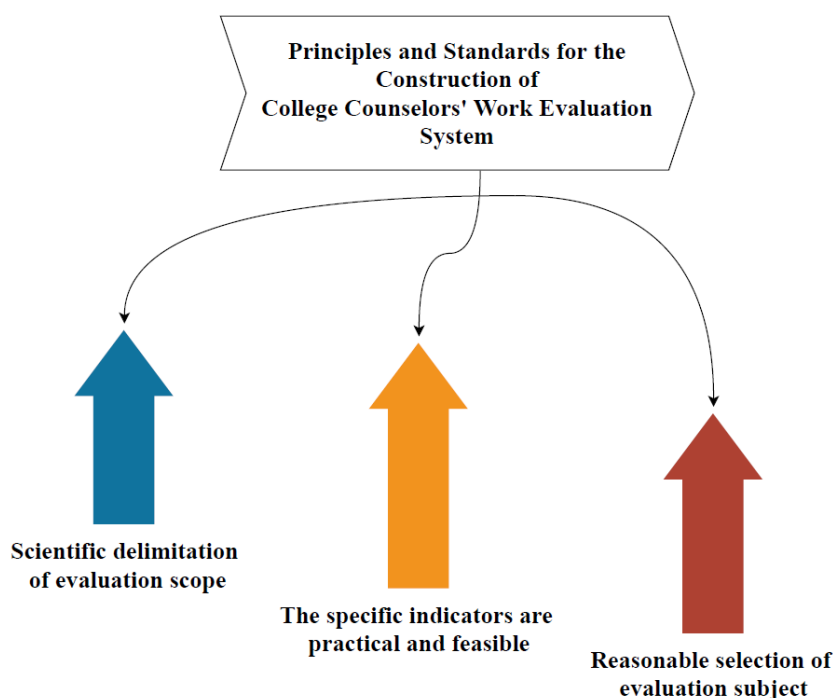 Principles and Standards for the
Construction of
College Counselors' Work Evaluation
System
Scientific delimitation
of evaluation scope
The specific indicators are
practical and feasible
Reasonable selection of
evaluation subject